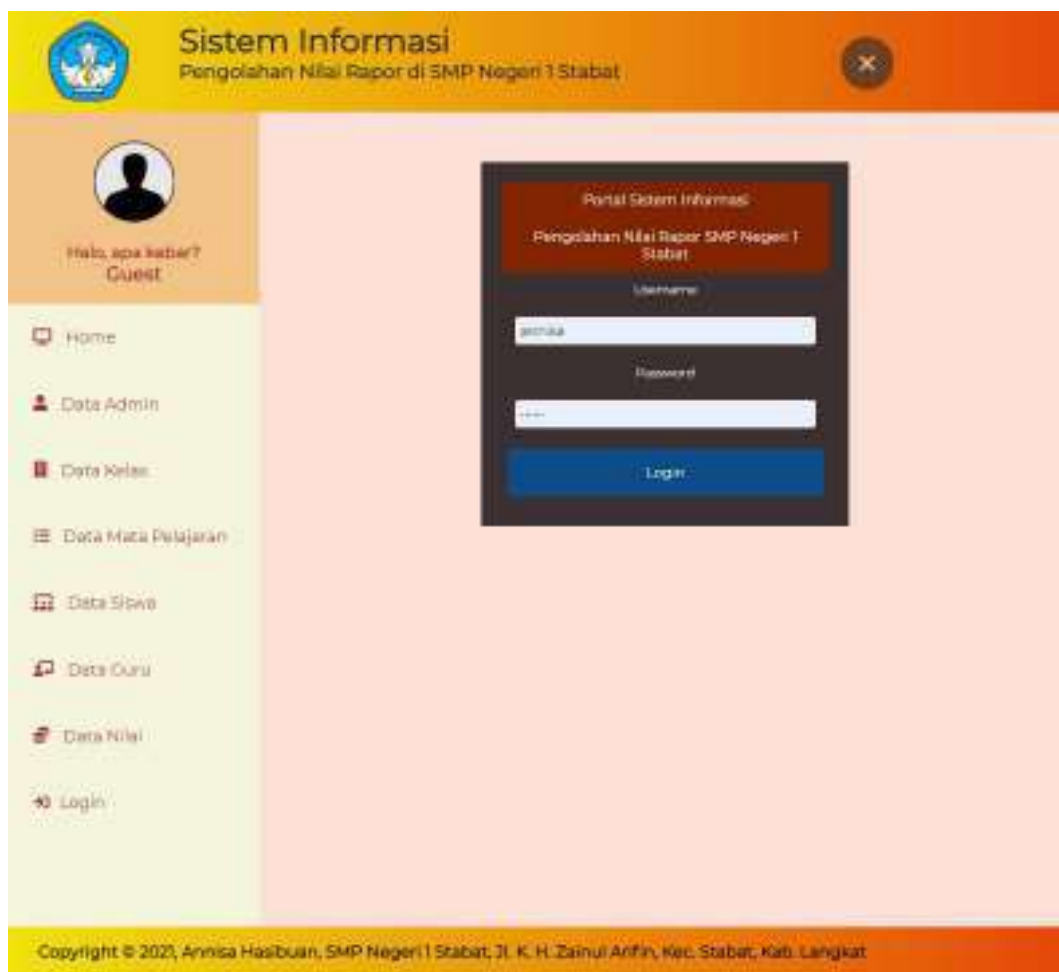 Sistem Informasi
Pengolahan Nilai Rapor di SMP Negeri 1 Stabat
Halo, apa kabar?
Guest
Home
Data Admin
Data Kelas
Data Mata Pelajaran
Data Siswa
Data Guru
Data Nilai
Login
Portal Sistem Informasi
Pengolahan Nilai Rapor SMP Negeri 1
Stabat
Username
Password
Login
Copyright © 2021, Annisa Hasibuan, SMP Negeri 1 Stabat, Jl. K. H. Zainul Arifin, Kec. Stabat, Kab. Langkat